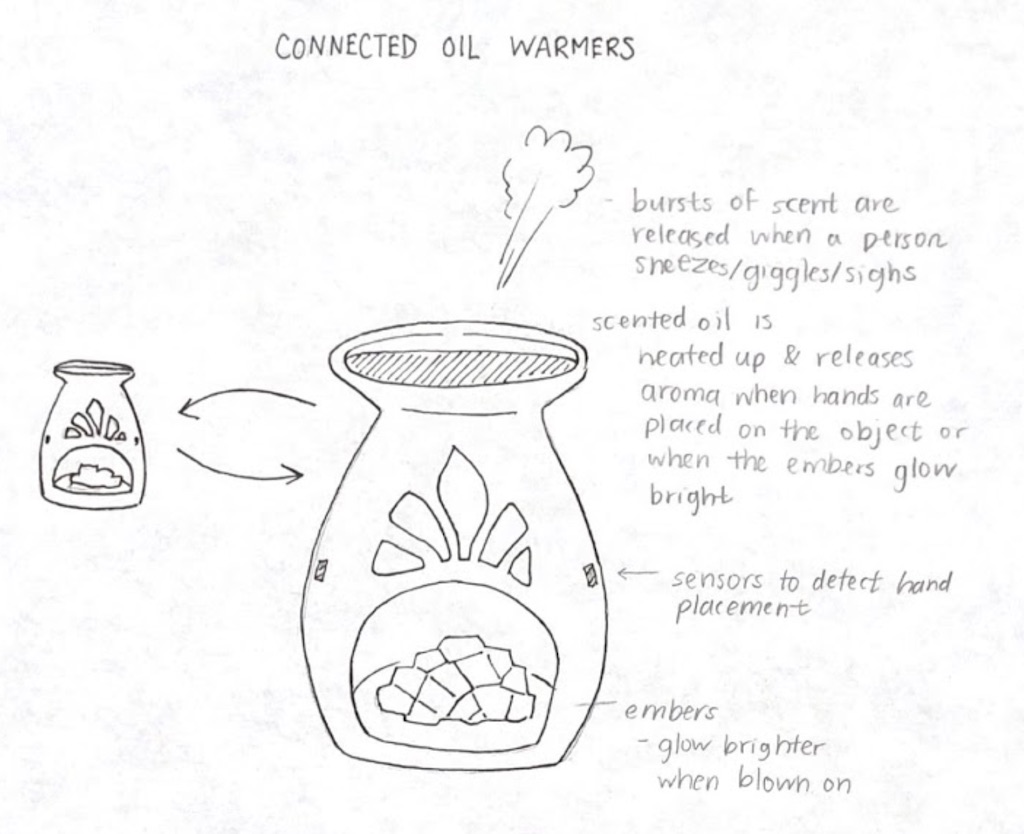 CONNECTED OIL WARMERS
- bursts of scent are
released when a person
sneezes/giggles/sighs
scented oil is
heated up & releases
aroma when hands are
placed on the object or
when the embers glow
bright
sensors to detect hand
placement
embers
- glow brighter
when blown on